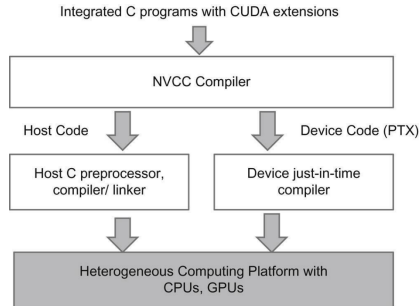 Integrated C programs with CUDA extensions
NVCC Compiler
Host Code
Device Code (PTX)
Host C preprocessor,
compiler/ linker
Device just-in-time
compiler
Heterogeneous Computing Platform with
CPUs, GPUs